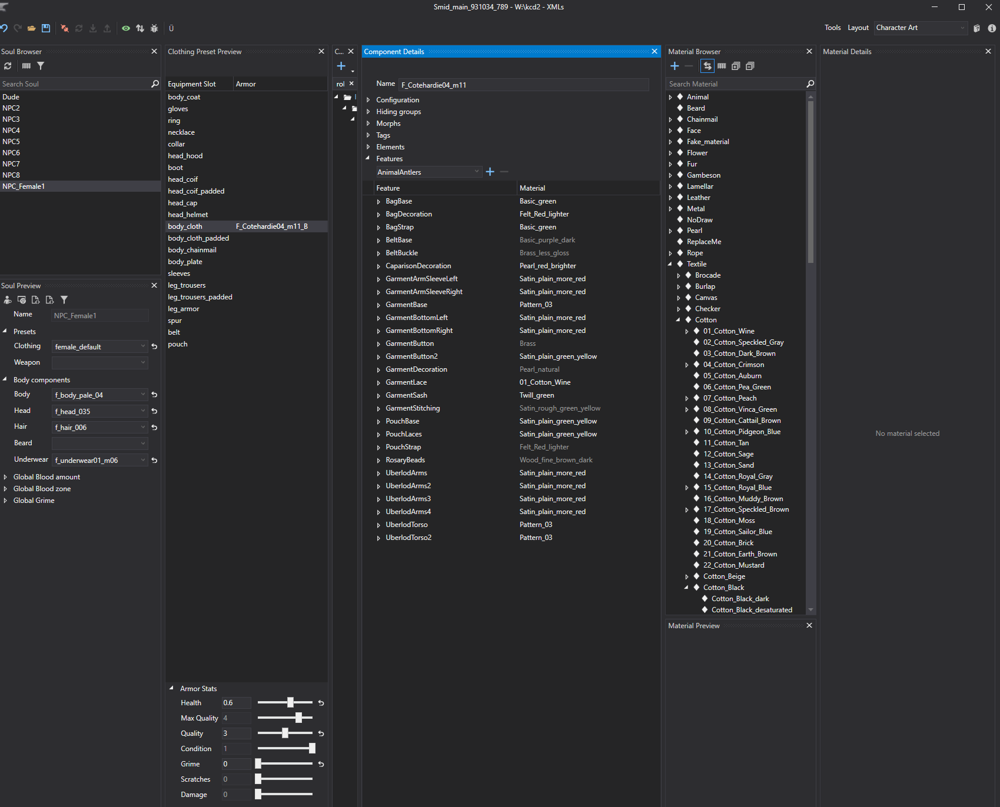 Smid_main_931034_789 - W:\kcd2 - XMLs
Ü
Tools Layout Character Art
Soul Browser
Search Soul
Dude
NPC2
NPC3
NPC4
NPC5
NPC6
NPC7
NPC8
NPC_Female1
Soul Preview
Name NPC_Female1
Presets
Clothing female_default
Weapon
Body components
Body f_body_pale_04
Head f_head_035
Hair f_hair_006
Beard
Underwear f_underwear01_m06
Global Blood amount
Global Blood zone
Global Grime
Clothing Preset Preview
Equipment Slot Armor
body_coat
gloves
ring
necklace
collar
head_hood
boot
head_coif
head_coif_padded
head_cap
head_helmet
body_cloth F_Cotehardie04_m11_B
body_cloth_padded
body_chainmail
body_plate
sleeves
leg_trousers
leg_trousers_padded
leg_armor
spur
belt
pouch
Armor Stats
Health 0.6
Max Quality 4
Quality 3
Condition 1
Grime 0
Scratches 0
Damage 0
C...
rol
Component Details
Name F_Cotehardie04_m11
Configuration
Hiding groups
Morphs
Tags
Elements
Features
AnimalAntlers
Feature Material
BagBase Basic_green
BagDecoration Felt_Red_lighter
BagStrap Basic_green
BeltBase Basic_purple_dark
BeltBuckle Brass_less_gloss
CaparisonDecoration Pearl_red_brighter
GarmentArmSleeveLeft Satin_plain_more_red
GarmentArmSleeveRight Satin_plain_more_red
GarmentBase Pattern_03
GarmentBottomLeft Satin_plain_more_red
GarmentBottomRight Satin_plain_more_red
GarmentButton Brass
GarmentButton2 Satin_plain_green_yellow
GarmentDecoration Pearl_natural
GarmentLace 01_Cotton_Wine
GarmentSash Twill_green
GarmentStitching Satin_rough_green_yellow
PouchBase Satin_plain_green_yellow
PouchLaces Satin_plain_green_yellow
PouchStrap Felt_Red_lighter
RosaryBeads Wood_fine_brown_dark
UberlodArms Satin_plain_more_red
UberlodArms2 Satin_plain_more_red
UberlodArms3 Satin_plain_more_red
UberlodArms4 Satin_plain_more_red
UberlodTorso Pattern_03
UberlodTorso2 Pattern_03
Material Browser
Search Material
Animal
Beard
Chainmail
Face
Fake_material
Flower
Fur
Gambeson
Lamellar
Leather
Metal
NoDraw
Pearl
ReplaceMe
Rope
Textile
Brocade
Burlap
Canvas
Checker
Cotton
01_Cotton_Wine
02_Cotton_Speckled_Gray
03_Cotton_Dark_Brown
04_Cotton_Crimson
05_Cotton_Auburn
06_Cotton_Pea_Green
07_Cotton_Peach
08_Cotton_Vinca_Green
09_Cotton_Cattail_Brown
10_Cotton_Pidgeon_Blue
11_Cotton_Tan
12_Cotton_Sage
13_Cotton_Sand
14_Cotton_Royal_Gray
15_Cotton_Royal_Blue
16_Cotton_Muddy_Brown
17_Cotton_Speckled_Brown
18_Cotton_Moss
19_Cotton_Sailor_Blue
20_Cotton_Brick
21_Cotton_Earth_Brown
22_Cotton_Mustard
Cotton_Beige
Cotton_Black
Cotton_Black_dark
Cotton_Black_desaturated
Material Preview
Material Details
No material selected